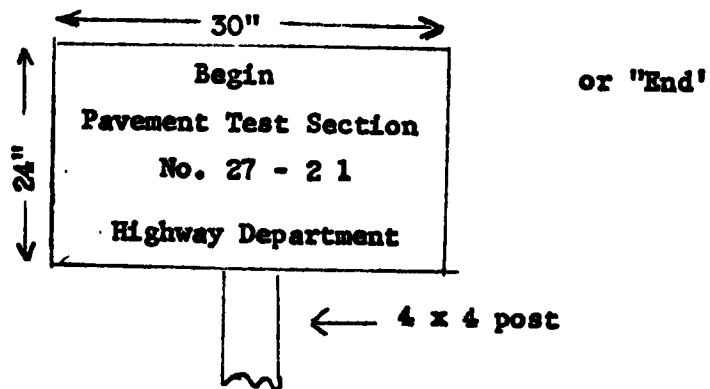 30"
Begin
or "End'
Pavement Test Section
24"
No. 27 - 2 1
Highway Department
4 x 4 post